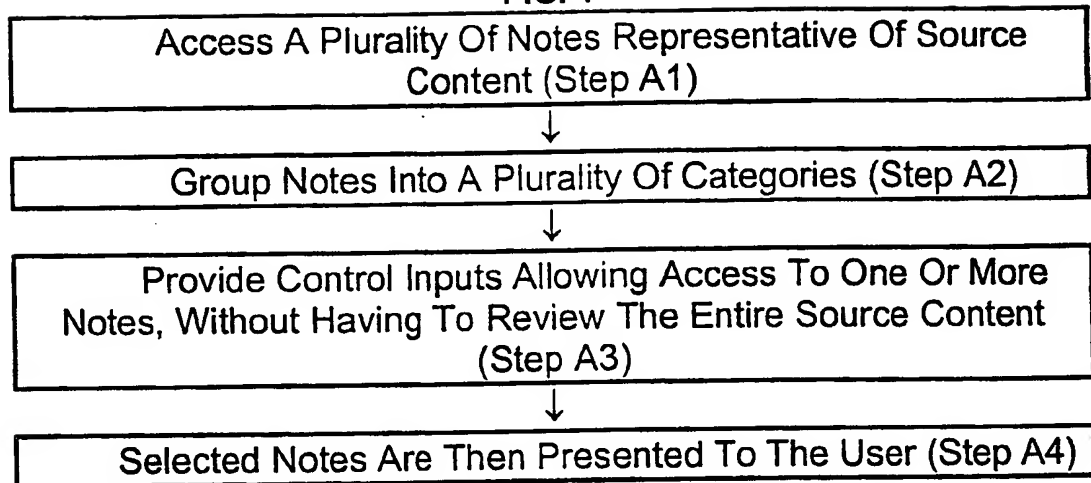 Access A Plurality Of Notes Representative Of Source
Content (Step A1)
↓
Group Notes Into A Plurality Of Categories (Step A2)
↓
Provide Control Inputs Allowing Access To One Or More
Notes, Without Having To Review The Entire Source Content
(Step A3)
↓
Selected Notes Are Then Presented To The User (Step A4)